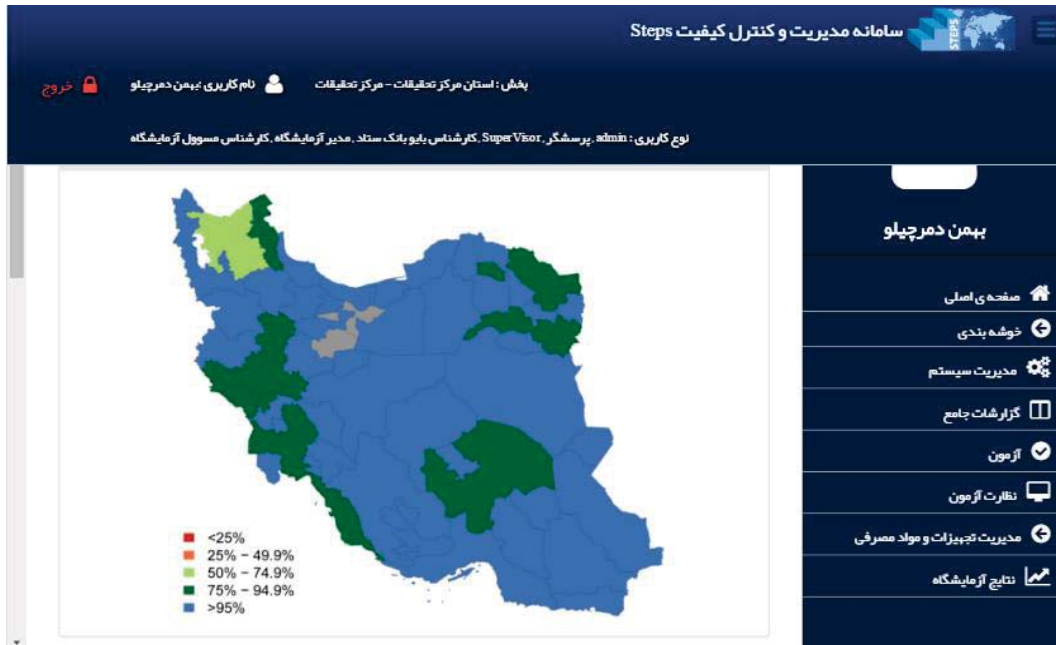 سامانه مدیریت و کنترل کیفیت Steps
STEPS
بخش : استان مرکز تحقیقات - مرکز تحقیقات
نام کاربری :بهمن دمرچیلو
خروج
نوع کاربری : admin ,پرسشگر, SuperVisor ,کارشناس بایو بانک ستاد ,مدیر آزمایشگاه ,کارشناس مسوول آزمایشگاه
بهمن دمرچیلو
صفحه ی اصلی
خوشه بندی
مدیریت سیستم
گزارشات جامع
آزمون
نظارت آزمون
مدیریت تجهیزات و مواد مصرفی
نتایج آزمایشگاه
<25%
25% - 49.9%
50% - 74.9%
75% - 94.9%
>95%